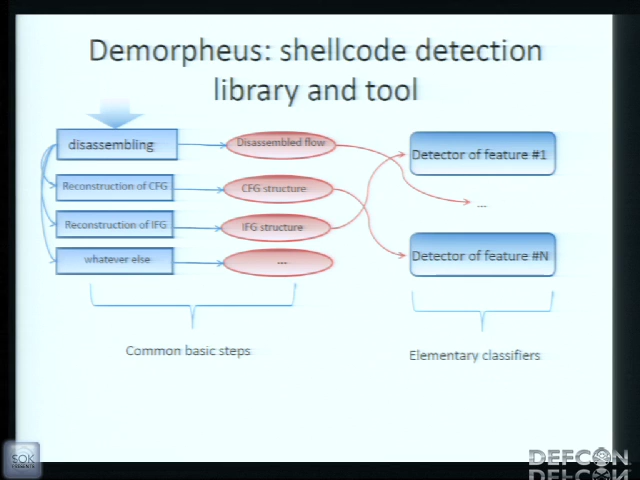 Demorpheus: shellcode detection
library and tool
disassembling
Disassembled flow
Detector of feature #1
Reconstruction of CFG
CFG structure
...
Reconstruction of IFG
IFG structure
whatever else
...
Detector of feature #N
Common basic steps
Elementary classifiers
SOK
DEFCON
DEFCON